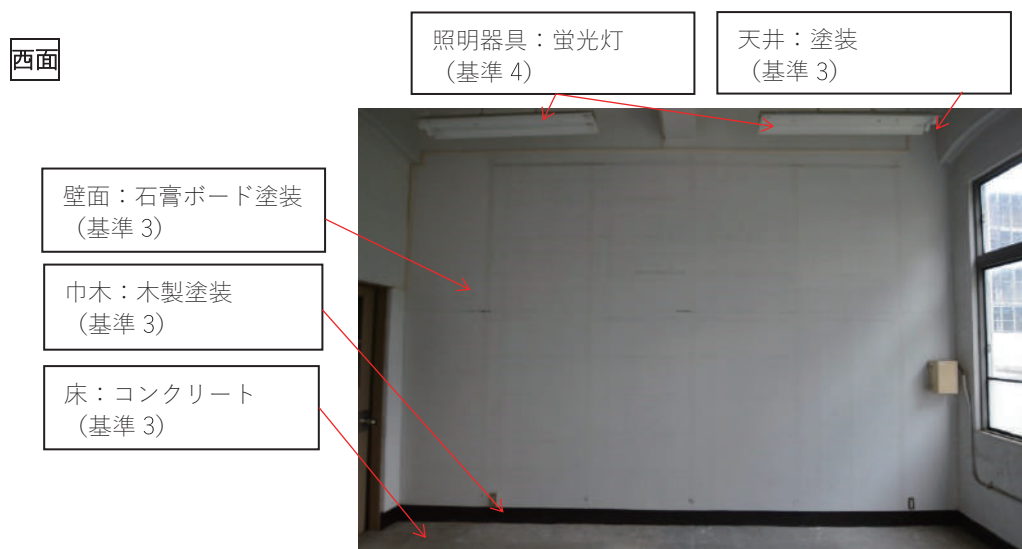 西面
照明器具：蛍光灯
（基準 4）
天井：塗装
（基準 3）
壁面：石膏ボード塗装
（基準 3）
巾木：木製塗装
（基準 3）
床：コンクリート
（基準 3）